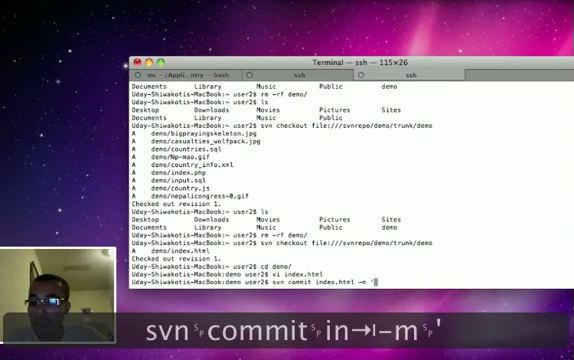 Terminal — ssh — 115×26
mc — /Appli...ntry — bash ssh ssh
Documents Library Music Public demo
Uday-Shiwakotis-MacBook:~ user2$ rm -rf demo/
Uday-Shiwakotis-MacBook:~ user2$ ls
Desktop Downloads Movies Pictures Sites
Documents Library Music Public
Uday-Shiwakotis-MacBook:~ user2$ svn checkout file:///svnrepo/demo/trunk/demo
A demo/bigprayingskeleton.jpg
A demo/casualties_wolfpack.jpg
A demo/countries.sql
A demo/Np-mao.gif
A demo/country_info.xml
A demo/index.php
A demo/input.sql
A demo/country.js
A demo/nepalicongress~0.gif
Checked out revision 1.
Uday-Shiwakotis-MacBook:~ user2$ ls
Desktop Downloads Movies Pictures Sites
Documents Library Music Public demo
Uday-Shiwakotis-MacBook:~ user2$ rm -rf demo/
Uday-Shiwakotis-MacBook:~ user2$ svn checkout file:///svnrepo/demo/trunk/demo
A demo/index.html
Checked out revision 1.
Uday-Shiwakotis-MacBook:~ user2$ cd demo/
Uday-Shiwakotis-MacBook:demo user2$ vi index.html
Uday-Shiwakotis-MacBook:demo user2$ svn commit index.html -m '
svn␠commit␠in⇥-m␠'